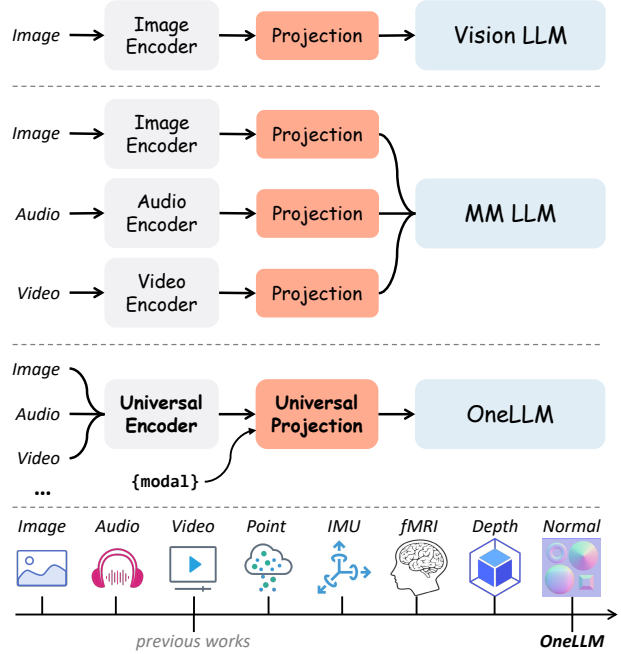 Image
Image
Encoder
Projection
Vision LLM
Image
Image
Encoder
Projection
Audio
Audio
Encoder
Projection
MM LLM
Video
Video
Encoder
Projection
Image
Audio
Video
...
Universal
Encoder
Universal
Projection
OneLLM
{modal}
Image Audio Video Point IMU fMRI Depth Normal
previous works
OneLLM